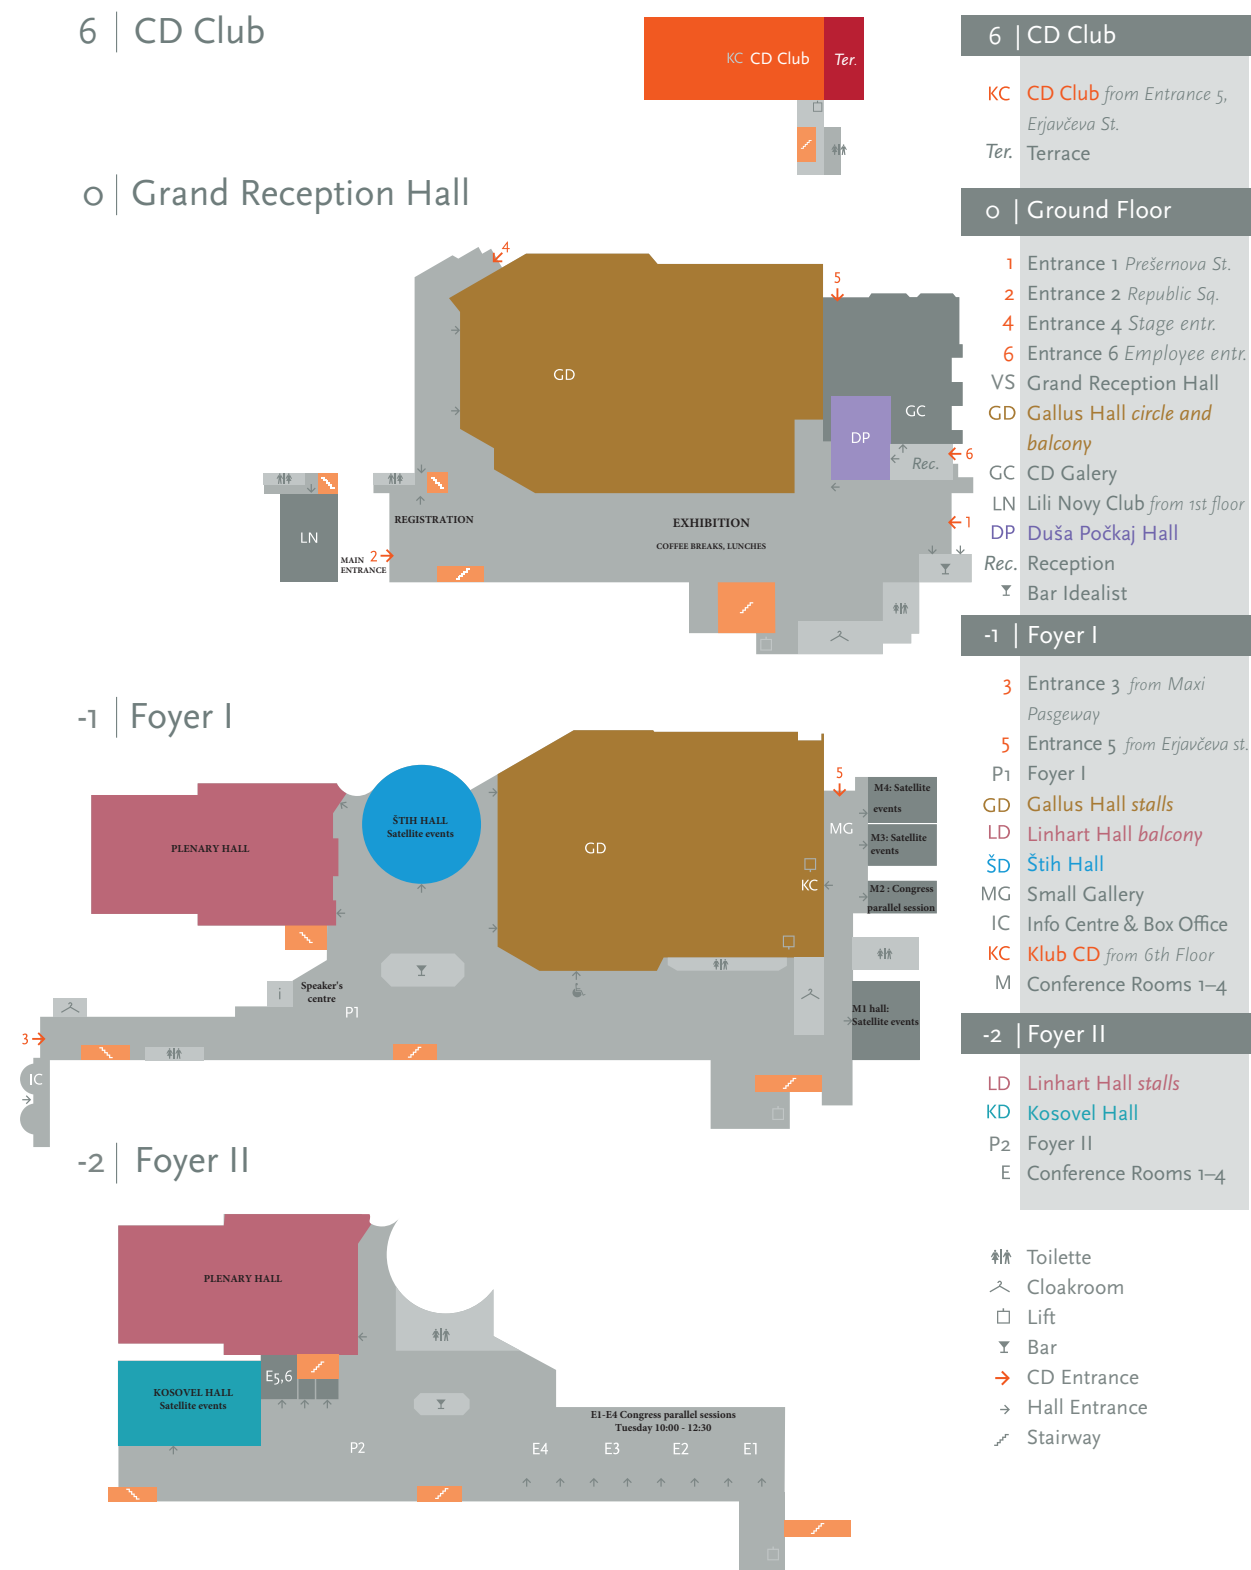 6 | CD Club
KC CD Club
Ter.
0 | Grand Reception Hall
4
5
GD
GC
DP
Rec.
6
1
LN
REGISTRATION
EXHIBITION
COFFEE BREAKS, LUNCHES
MAIN
ENTRANCE
2
-1 | Foyer I
5
ŠTIH HALL
Satellite events
PLENARY HALL
GD
MG
KC
M4: Satellite
events
M3: Satellite
events
M2 : Congress
parallel session
M1 hall:
Satellite events
Speaker's
centre
i
P1
3
IC
-2 | Foyer II
PLENARY HALL
KOSOVEL HALL
Satellite events
E5,6
P2
E1-E4 Congress parallel sessions
Tuesday 10:00 - 12:30
E4
E3
E2
E1
6 | CD Club
KC CD Club from Entrance 5,
Erjavčeva St.
Ter. Terrace
0 | Ground Floor
1 Entrance 1 Prešernova St.
2 Entrance 2 Republic Sq.
4 Entrance 4 Stage entr.
6 Entrance 6 Employee entr.
VS Grand Reception Hall
GD Gallus Hall circle and
balcony
GC CD Galery
LN Lili Novy Club from 1st floor
DP Duša Počkaj Hall
Rec. Reception
Bar Idealist
-1 | Foyer I
3 Entrance 3 from Maxi
Pasgeway
5 Entrance 5 from Erjavčeva st.
P1 Foyer I
GD Gallus Hall stalls
LD Linhart Hall balcony
ŠD Štih Hall
MG Small Gallery
IC Info Centre & Box Office
KC Klub CD from 6th Floor
M Conference Rooms 1–4
-2 | Foyer II
LD Linhart Hall stalls
KD Kosovel Hall
P2 Foyer II
E Conference Rooms 1–4
Toilette
Cloakroom
Lift
Bar
CD Entrance
Hall Entrance
Stairway